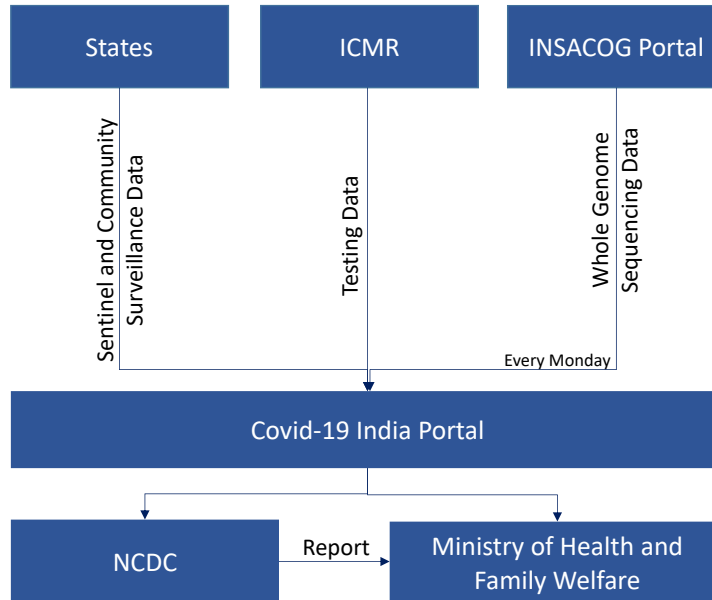 States
ICMR
INSACOG Portal
Sentinel and Community
Surveillance Data
Testing Data
Whole Genome
Sequencing Data
Every Monday
Covid-19 India Portal
NCDC
Report
Ministry of Health and
Family Welfare